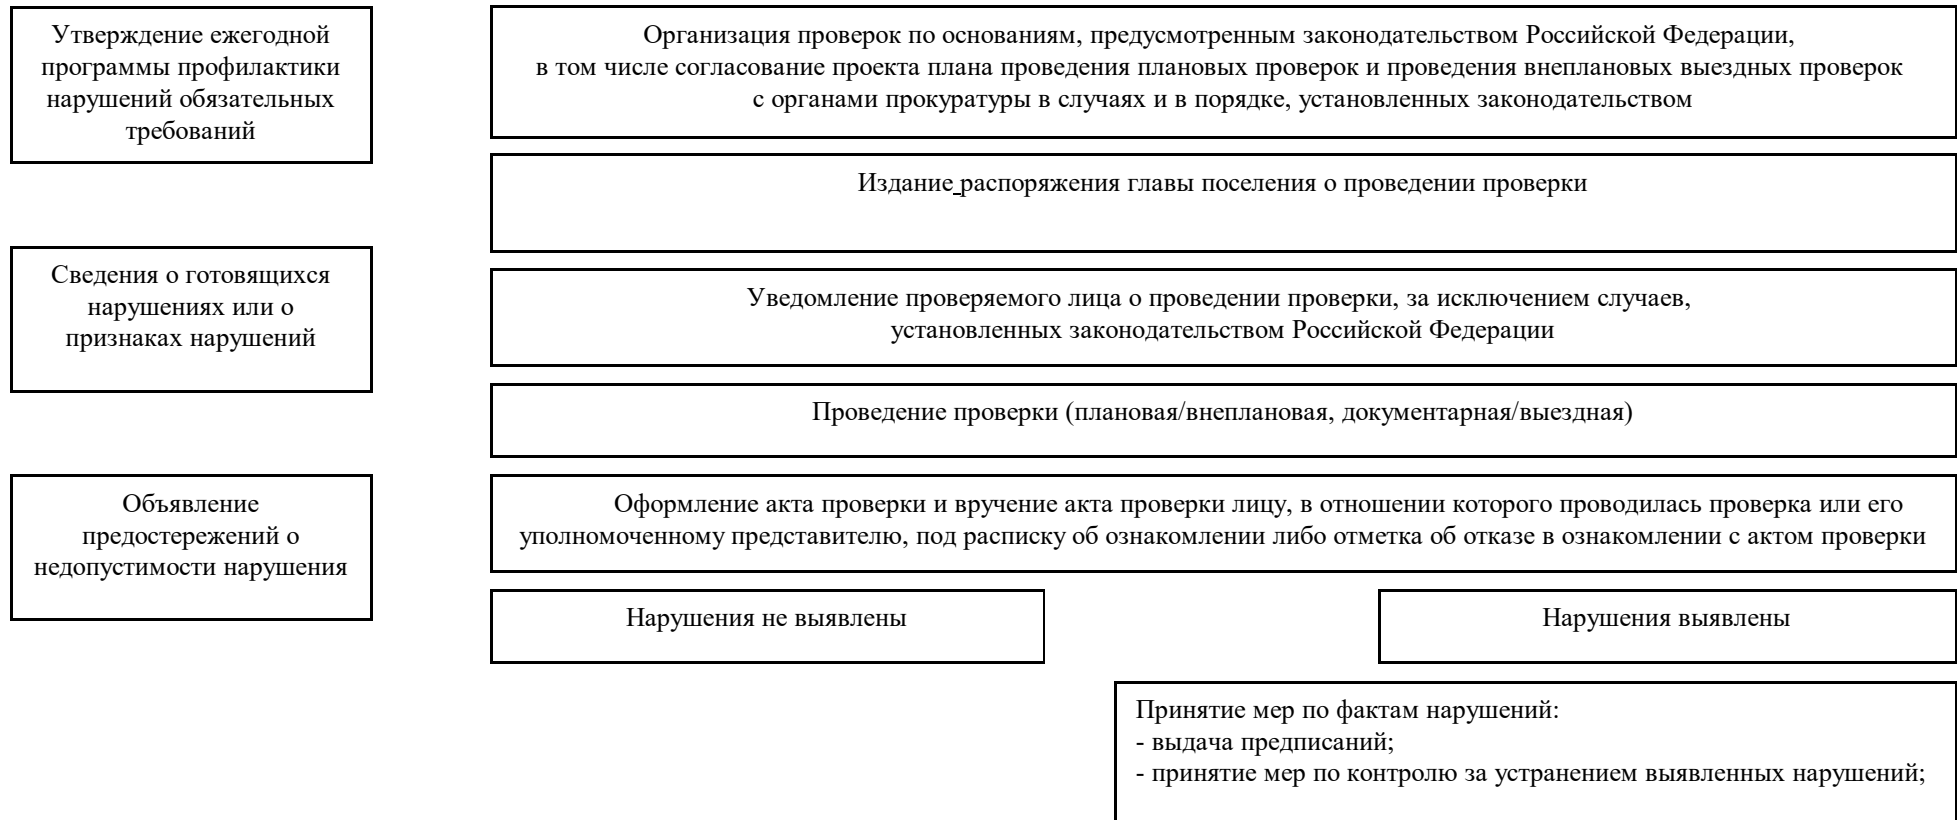 Утверждение ежегодной
программы профилактики
нарушений обязательных
требований
Сведения о готовящихся
нарушениях или о
признаках нарушений
Объявление
предостережений о
недопустимости нарушения
Организация проверок по основаниям, предусмотренным законодательством Российской Федерации,
в том числе согласование проекта плана проведения плановых проверок и проведения внеплановых выездных проверок
с органами прокуратуры в случаях и в порядке, установленных законодательством
Издание распоряжения главы поселения о проведении проверки
Уведомление проверяемого лица о проведении проверки, за исключением случаев,
установленных законодательством Российской Федерации
Проведение проверки (плановая/внеплановая, документарная/выездная)
Оформление акта проверки и вручение акта проверки лицу, в отношении которого проводилась проверка или его
уполномоченному представителю, под расписку об ознакомлении либо отметка об отказе в ознакомлении с актом проверки
Нарушения не выявлены
Нарушения выявлены
Принятие мер по фактам нарушений:
- выдача предписаний;
- принятие мер по контролю за устранением выявленных нарушений;